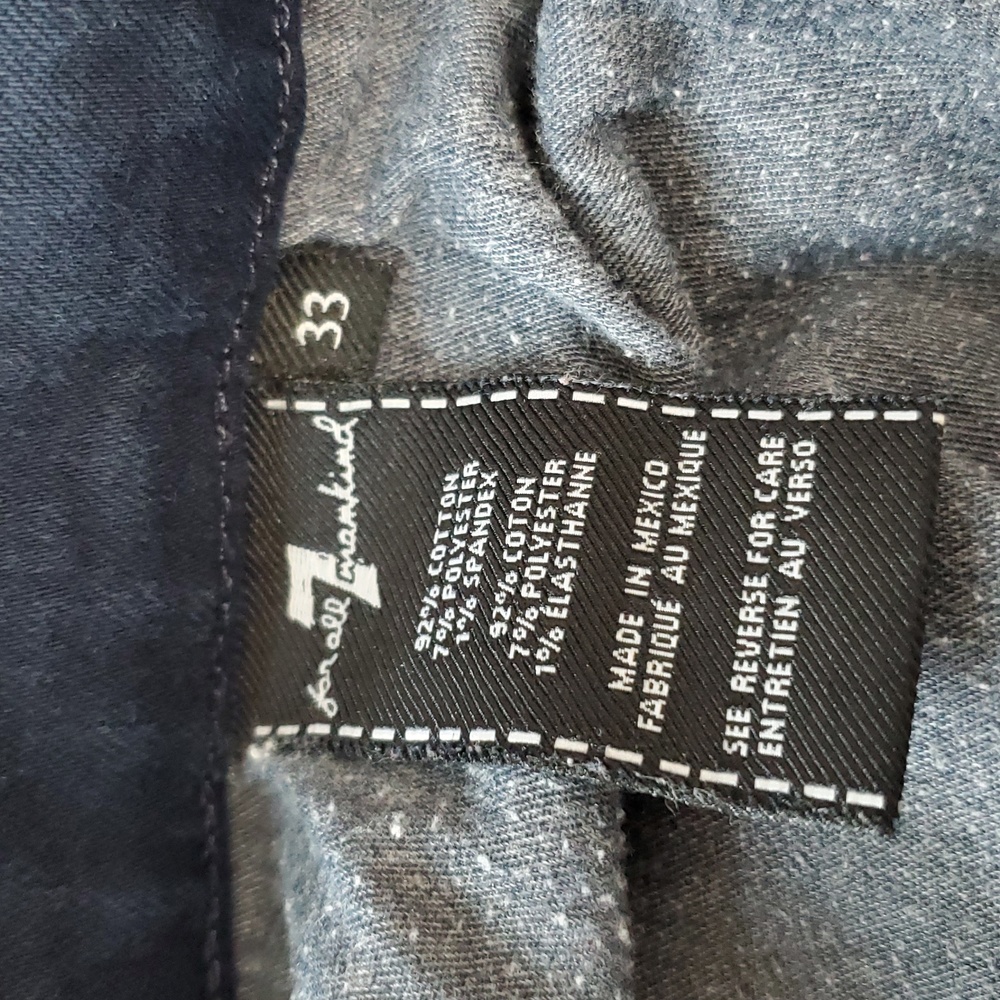 33
7 for all mankind
92% COTTON
7% POLYESTER
1% SPANDEX
92% COTON
7% POLYESTER
1% ÉLASTHANNE
MADE IN MEXICO
FABRIQUE AU MEXIQUE
SEE REVERSE FOR CARE
ENTRETIEN AU VERSO